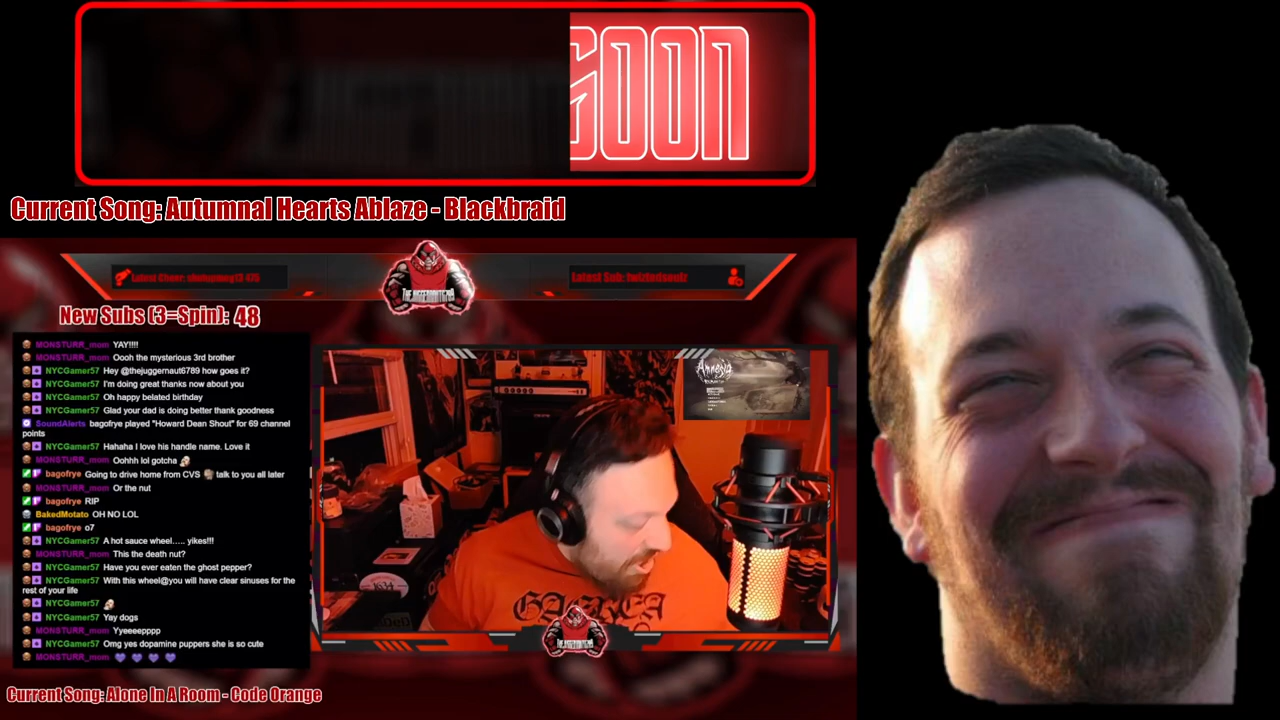 SOON
Current Song: Autumnal Hearts Ablaze - Blackbraid
Latest Sub: twiztidsoulz
New Subs (3=Spin): 48
MONSTURR_mom YAY!!!!
MONSTURR_mom Oooh the mysterious 3rd brother
NYCGamer57 Hey @thejuggernaut6789 how goes it?
NYCGamer57 I'm doing great thanks now about you
NYCGamer57 Oh happy belated birthday
NYCGamer57 Glad your dad is doing better thank goodness
SoundAlerts bagofrye played "Howard Dean Shout" for 69 channel
points
NYCGamer57 Hahaha I love his handle name. Love it
MONSTURR_mom Oohhh lol gotcha
bagofrye Going to drive home from CVS talk to you all later
MONSTURR_mom Or the nut
bagofrye RIP
BakedMotato OH NO LOL
bagofrye o7
NYCGamer57 A hot sauce wheel..... yikes!!!
MONSTURR_mom This the death nut?
NYCGamer57 Have you ever eaten the ghost pepper?
NYCGamer57 With this wheel@you will have clear sinuses for the
rest of your life
NYCGamer57
NYCGamer57 Yay dogs
MONSTURR_mom Yyeeeepppp
NYCGamer57 Omg yes dopamine puppers she is so cute
MONSTURR_mom
Amnesia
Current Song: Alone In A Room - Code Orange